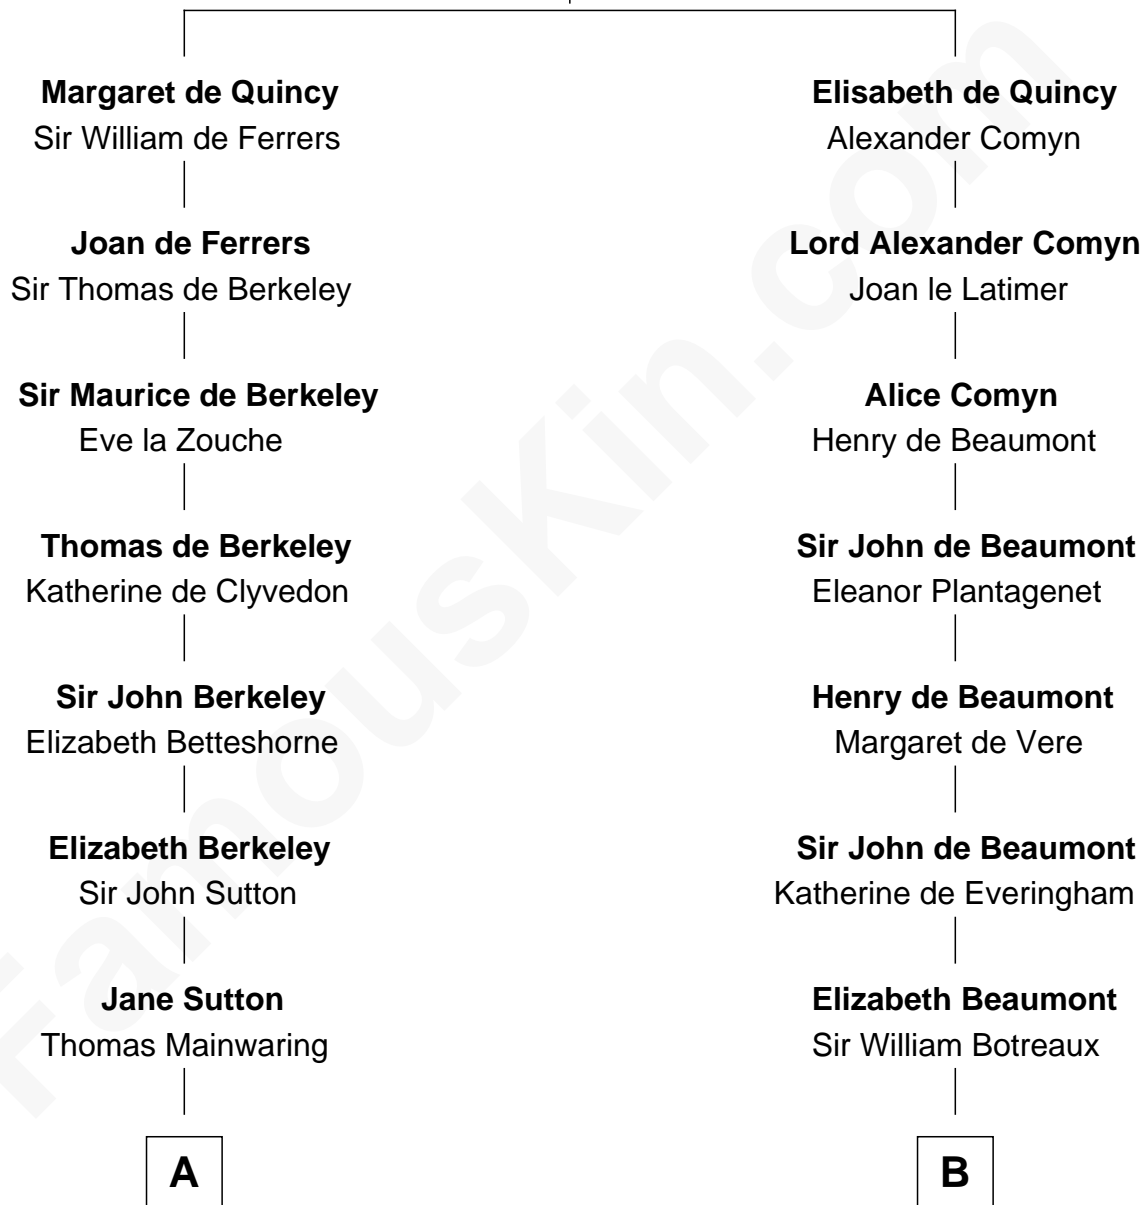 Margaret de Quincy
Sir William de Ferrers
Joan de Ferrers
Sir Thomas de Berkeley
Sir Maurice de Berkeley
Eve la Zouche
Thomas de Berkeley
Katherine de Clyvedon
Sir John Berkeley
Elizabeth Betteshorne
Elizabeth Berkeley
Sir John Sutton
Jane Sutton
Thomas Mainwaring
A
Elisabeth de Quincy
Alexander Comyn
Lord Alexander Comyn
Joan le Latimer
Alice Comyn
Henry de Beaumont
Sir John de Beaumont
Eleanor Plantagenet
Henry de Beaumont
Margaret de Vere
Sir John de Beaumont
Katherine de Everingham
Elizabeth Beaumont
Sir William Botreaux
B
FamousKin.com